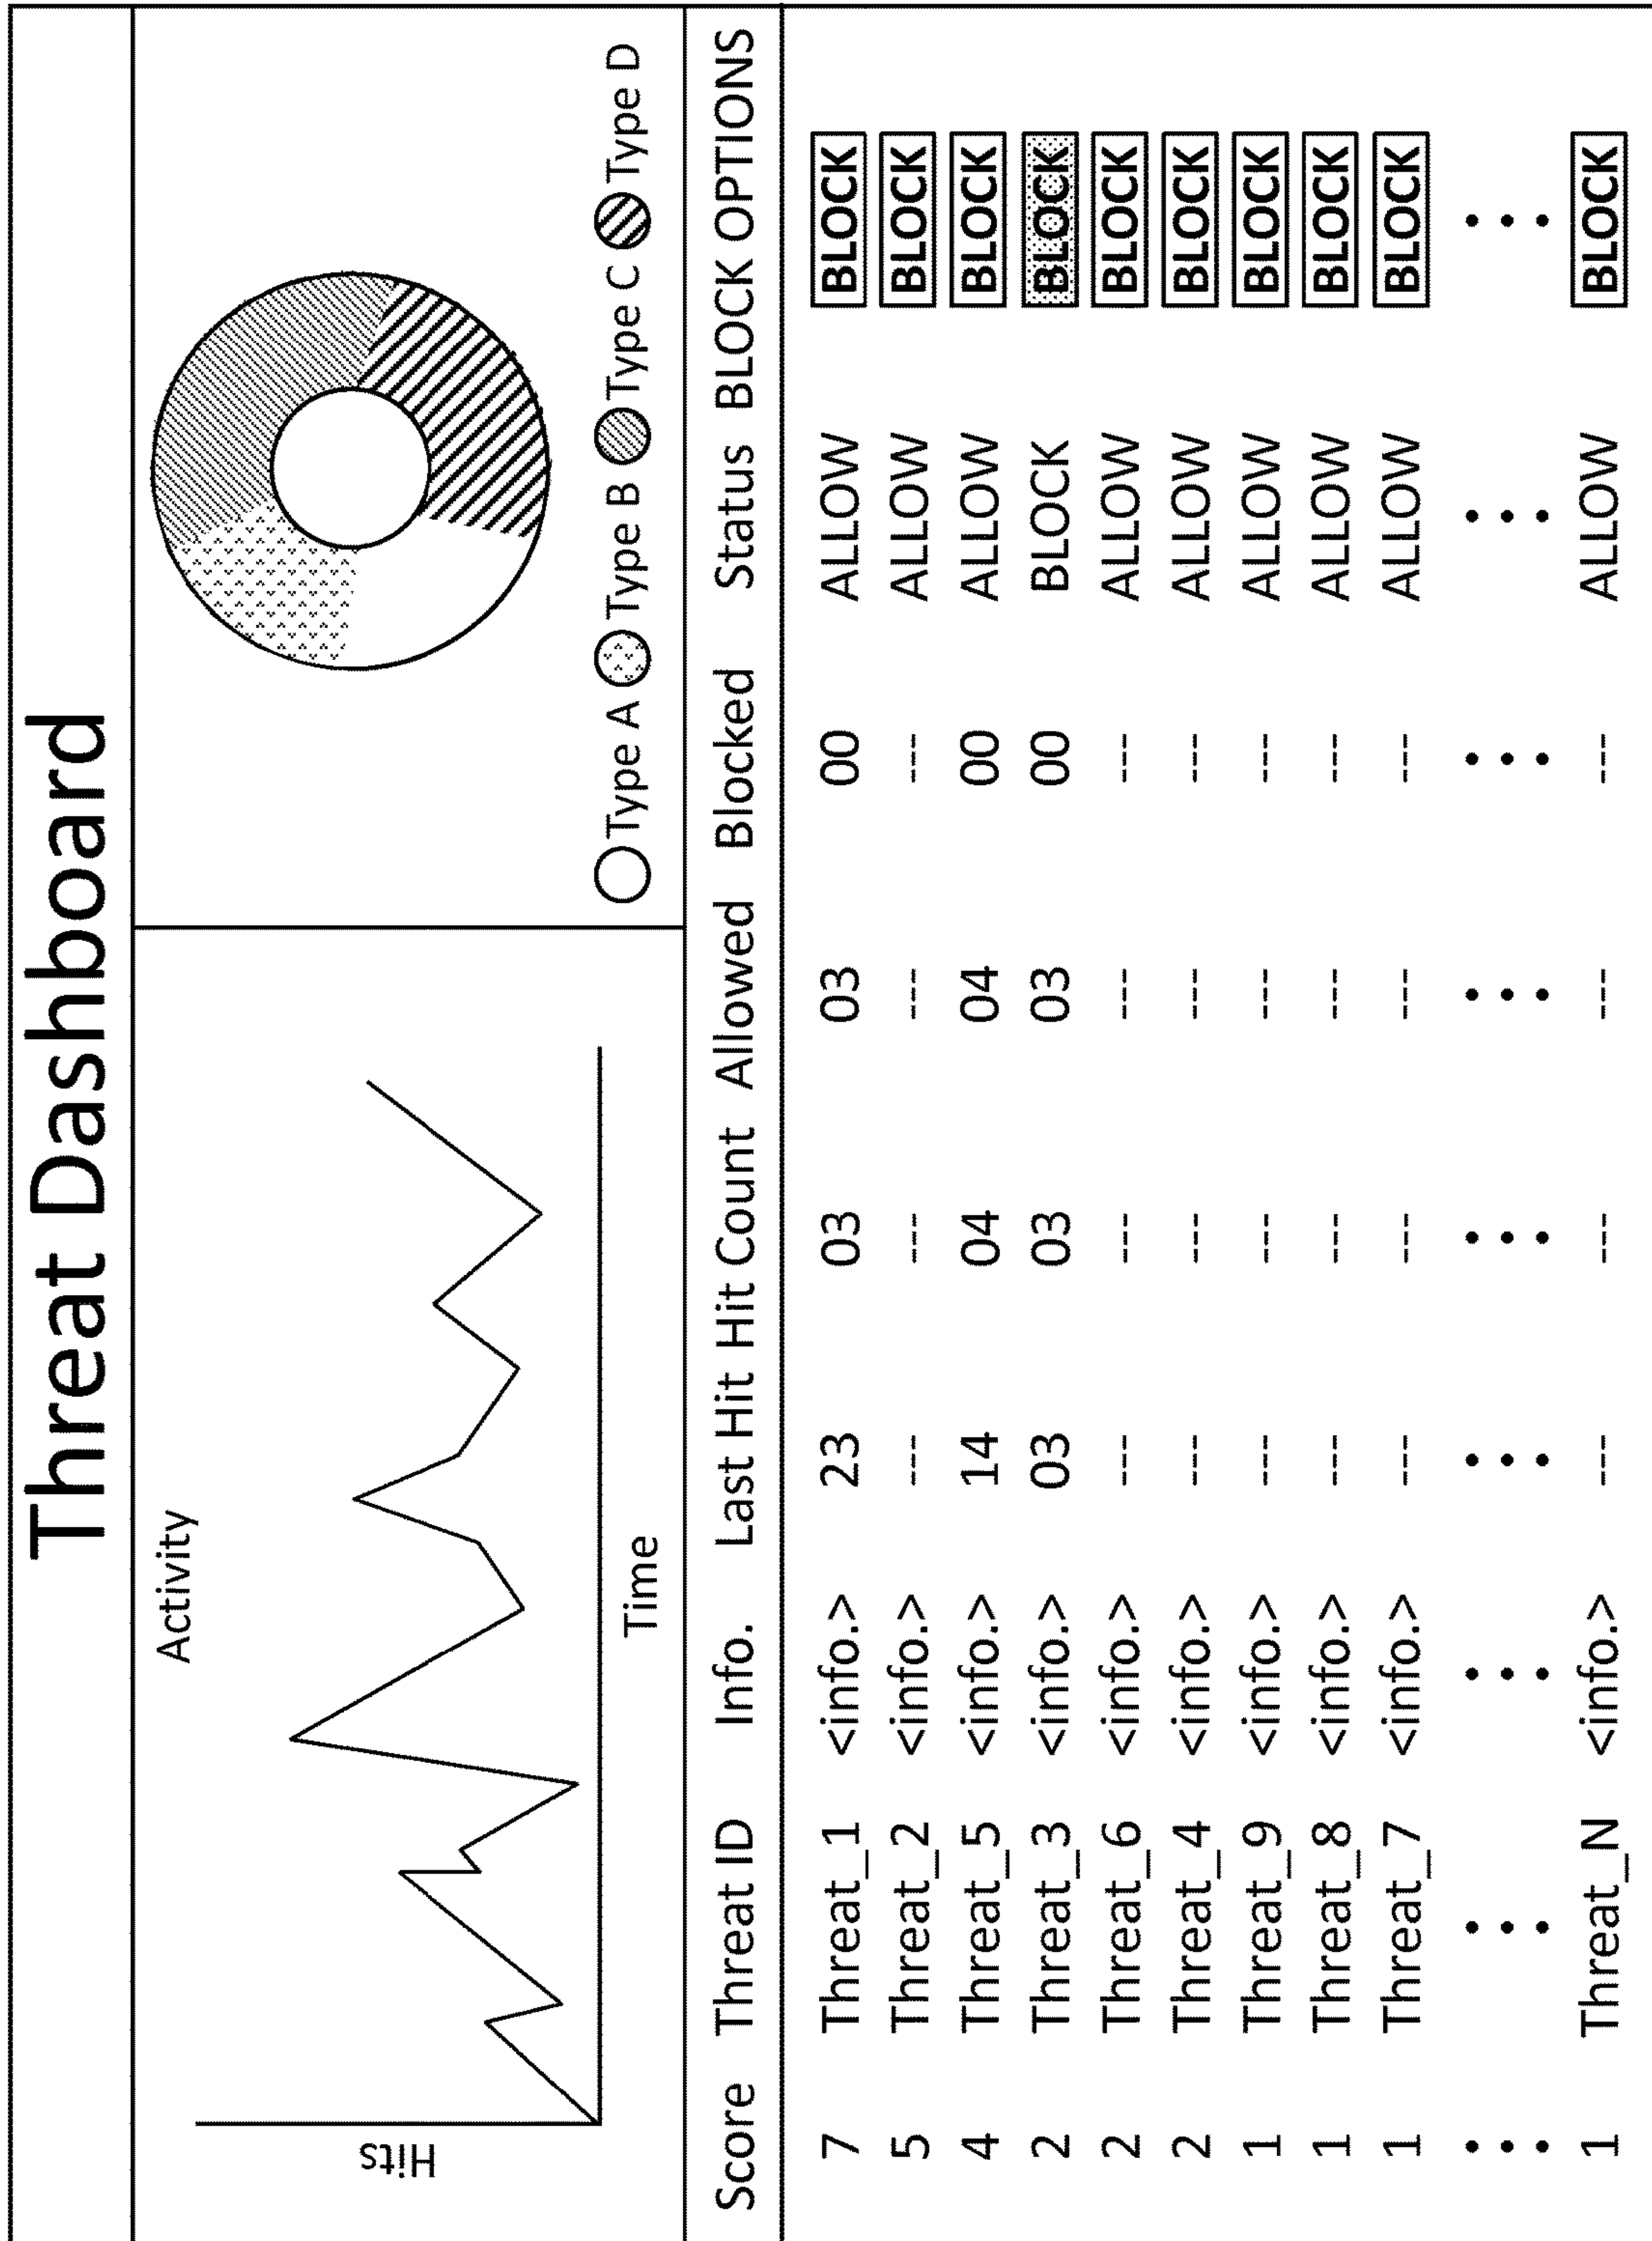 Threat Dashboard
Activity
Hits
Time
Type A Type B Type C Type D
Score Threat ID Info. Last Hit Hit Count Allowed Blocked Status BLOCK OPTIONS
7 Threat_1 <info.> 23 03 03 00 ALLOW BLOCK
5 Threat_2 <info.> --- --- --- --- ALLOW BLOCK
4 Threat_5 <info.> 14 04 04 00 ALLOW BLOCK
2 Threat_3 <info.> 03 03 03 00 BLOCK BLOCK
2 Threat_6 <info.> --- --- --- --- ALLOW BLOCK
2 Threat_4 <info.> --- --- --- --- ALLOW BLOCK
1 Threat_9 <info.> --- --- --- --- ALLOW BLOCK
1 Threat_8 <info.> --- --- --- --- ALLOW BLOCK
1 Threat_7 <info.> --- --- --- --- ALLOW BLOCK
1 Threat_N <info.> --- --- --- --- ALLOW BLOCK